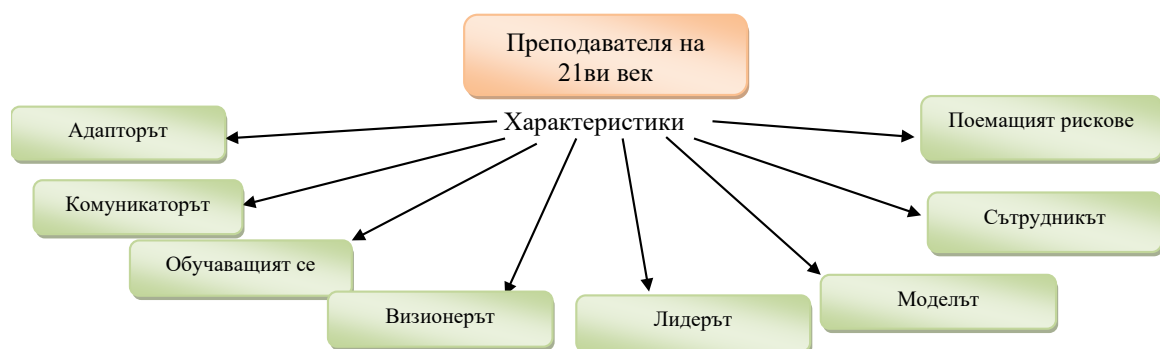 Преподавателя на
21ви век
Характеристики
Адапторът
Комуникаторът
Обучаващият се
Визионерът
Лидерът
Моделът
Сътрудникът
Поемащият рискове